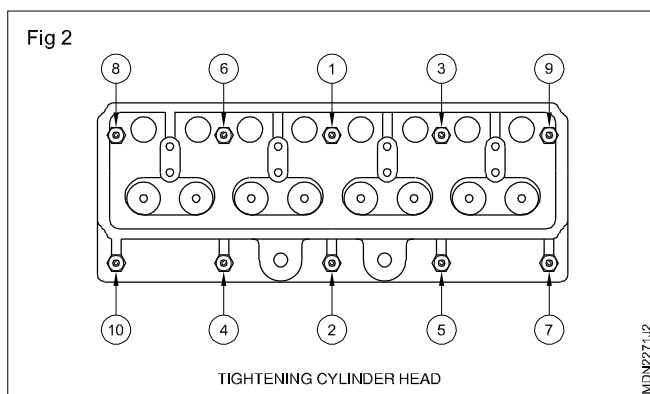 Fig 2
8 6 1 3 9
10 4 2 5 7
TIGHTENING CYLINDER HEAD
MDN2271J2